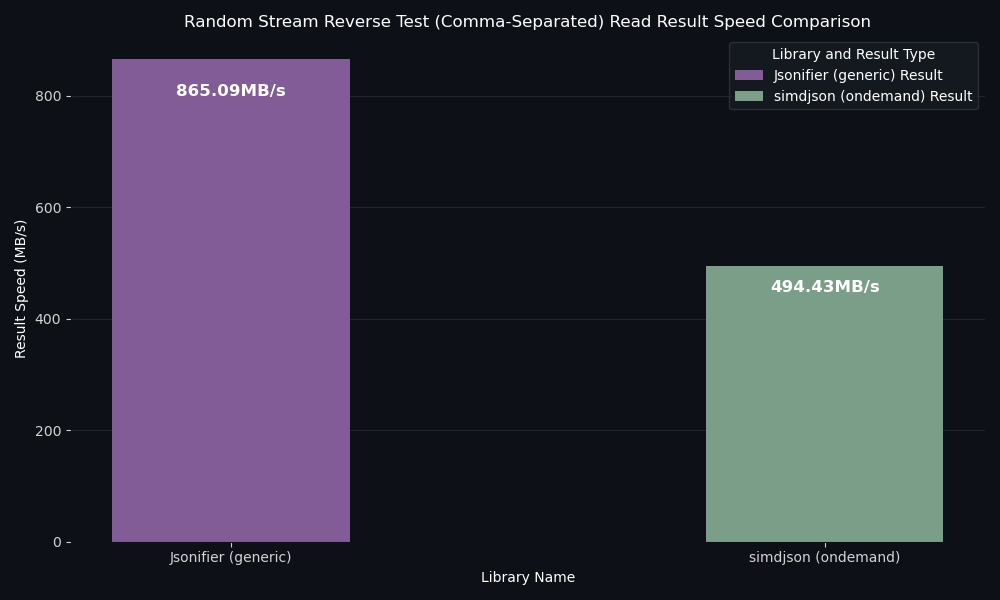 Random Stream Reverse Test (Comma-Separated) Read Result Speed Comparison
Library and Result Type
Jsonifier (generic) Result
simdjson (ondemand) Result
865.09MB/s
494.43MB/s
Result Speed (MB/s)
800
600
400
200
0
Jsonifier (generic)
simdjson (ondemand)
Library Name